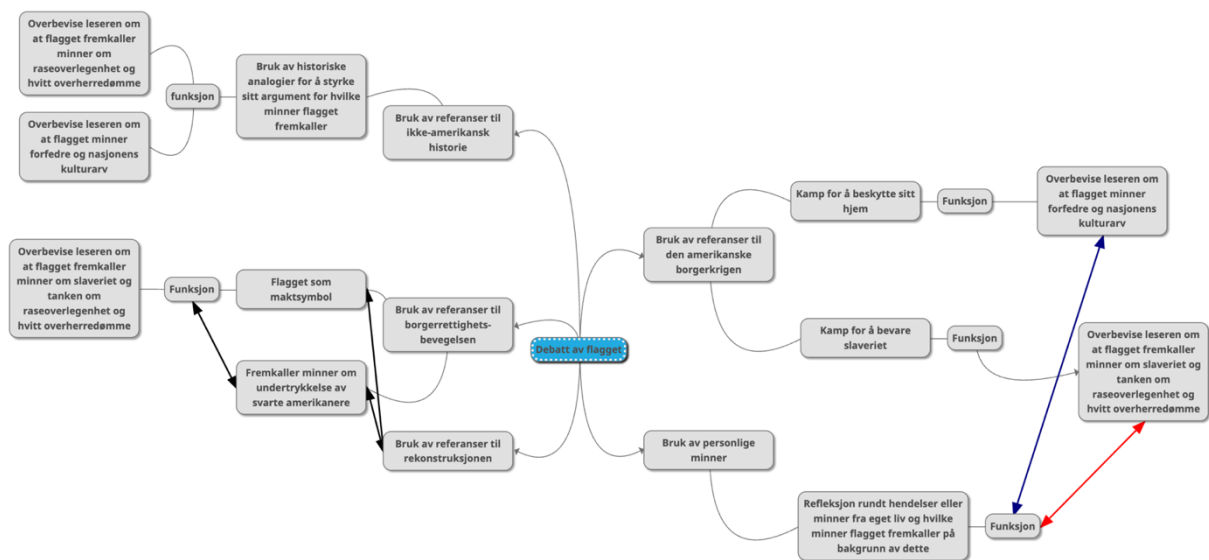 Overbevise leseren om
at flagget fremkaller
minner om
raseoverlegenhet og
hvitt overherredømme
funksjon
Overbevise leseren om
at flagget minner
forfedre og nasjonens
kulturarv
Bruk av historiske
analogier for å styrke
sitt argument for hvilke
minner flagget
fremkaller
Bruk av referanser til
ikke-amerikansk
historie
Overbevise leseren om
at flagget fremkaller
minner om slaveriet og
tanken om
raseoverlegenhet og
hvitt overherredømme
Funksjon
Flagget som
maktsymbol
Fremkaller minner om
undertrykkelse av
svarte amerikanere
Bruk av referanser til
borgerrettighets-
bevegelsen
Bruk av referanser til
rekonstruksjonen
Debatt av flagget
Bruk av referanser til
den amerikanske
borgerkrigen
Kamp for å beskytte sitt
hjem
Funksjon
Overbevise leseren om
at flagget minner
forfedre og nasjonens
kulturarv
Kamp for å bevare
slaveriet
Funksjon
Overbevise leseren om
at flagget fremkaller
minner om slaveriet og
tanken om
raseoverlegenhet og
hvitt overherredømme
Bruk av personlige
minner
Refleksjon rundt hendelser eller
minner fra eget liv og hvilke
minner flagget fremkaller på
bakgrunn av dette
Funksjon